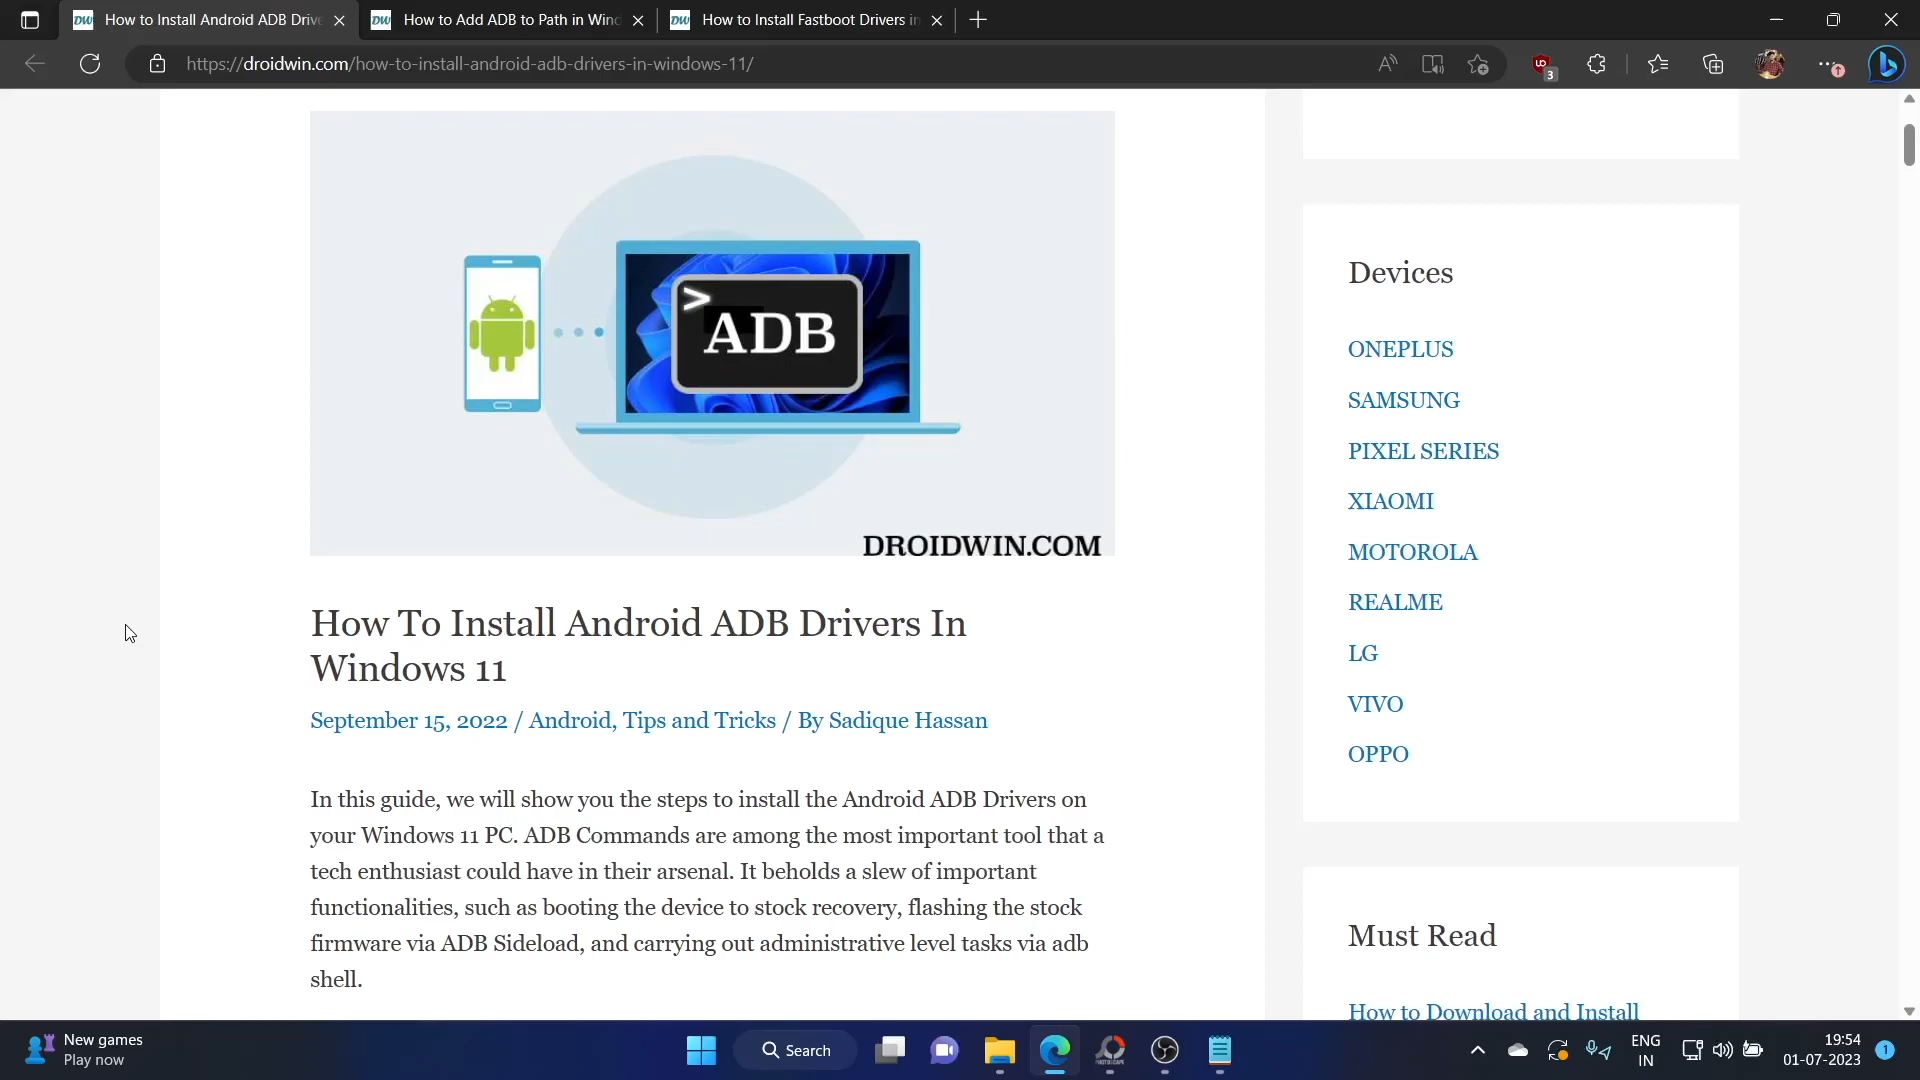 How to Install Android ADB Drive
How to Add ADB to Path in Wind
How to Install Fastboot Drivers in
https://droidwin.com/how-to-install-android-adb-drivers-in-windows-11/
3
> ADB
DROIDWIN.COM
How To Install Android ADB Drivers In
Windows 11
September 15, 2022 / Android, Tips and Tricks / By Sadique Hassan
In this guide, we will show you the steps to install the Android ADB Drivers on
your Windows 11 PC. ADB Commands are among the most important tool that a
tech enthusiast could have in their arsenal. It beholds a slew of important
functionalities, such as booting the device to stock recovery, flashing the stock
firmware via ADB Sideload, and carrying out administrative level tasks via adb
shell.
Devices
ONEPLUS
SAMSUNG
PIXEL SERIES
XIAOMI
MOTOROLA
REALME
LG
VIVO
OPPO
Must Read
How to Download and Install
New games
Play now
Search
ENG
IN
19:54
01-07-2023
1